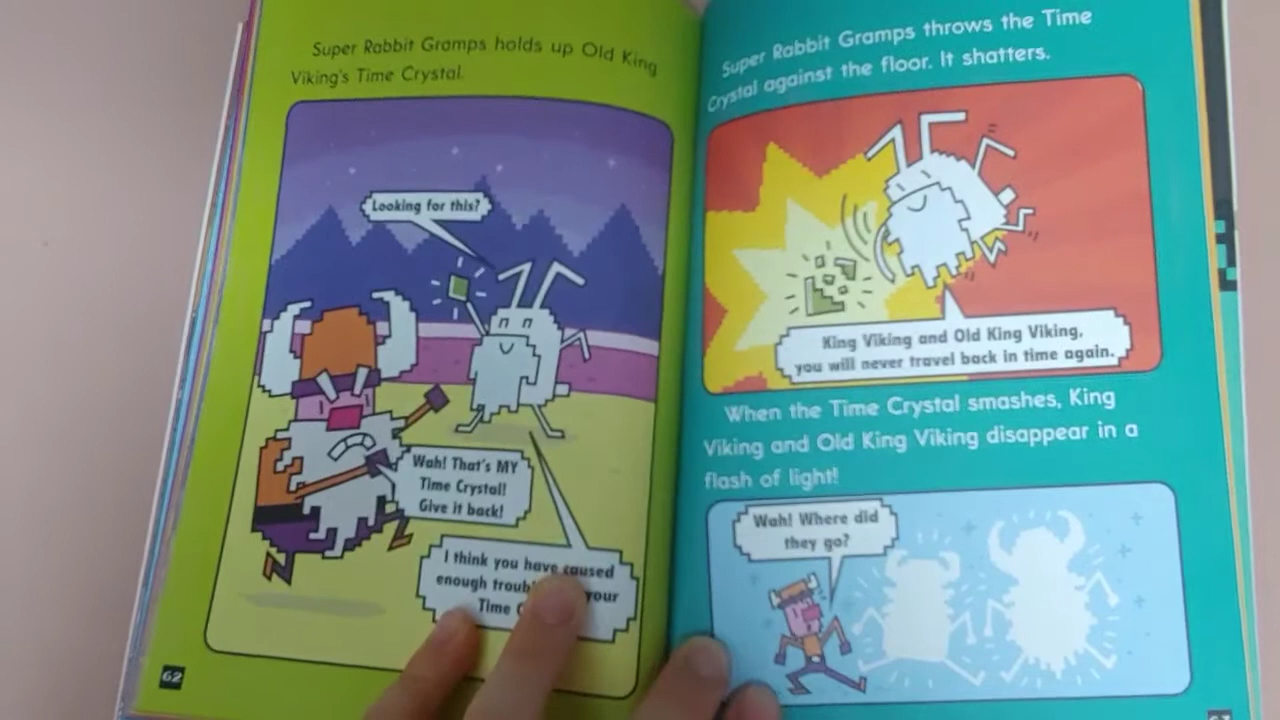 Super Rabbit Gramps holds up Old King
Viking's Time Crystal.
Looking for this?
Wah! That's MY
Time Crystal!
Give it back!
I think you have caused
enough your
Time
62
Super Rabbit Gramps throws the Time
Crystal against the floor. It shatters.
King Viking and Old King Viking,
you will never travel back in time again.
When the Time Crystal smashes, King
Viking and Old King Viking disappear in a
flash of light!
Wah! Where did
they go?